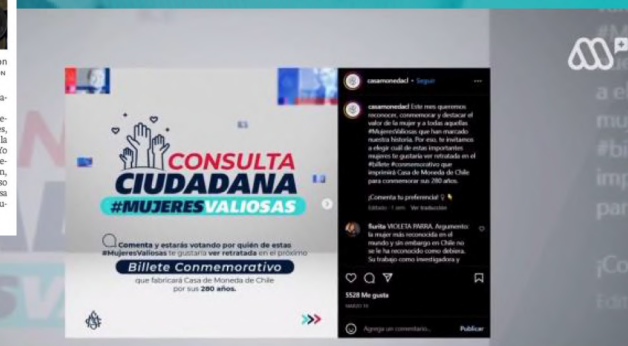 CONSULTA
CIUDADANA
#MUJERESVALIOSAS
Comenta y estarás votando por quién de estas
#MujeresValiosas te gustaría ver retratada en el próximo
Billete Conmemorativo
que fabricará Casa de Moneda de Chile
por sus 280 años.
casamonedacl • Seguir
casamonedacl Este mes queremos
reconocer, conmemorar y destacar el
valor de la mujer y a todas aquellas
#MujeresValiosas que han marcado
nuestra historia. Por eso, te invitamos
a elegir cuál de estas importantes
mujeres te gustaría ver retratada en el
#billete #conmemorativo que
imprimirá Casa de Moneda de Chile
para conmemorar sus 280 años.
¡Comenta tu preferencia!
Editado · 1 sem Ver traducción
VIOLETA PARRA. Argumento:
la mujer más reconocida en el
mundo y sin embargo en Chile no
se le ha reconocido como debiera.
Su trabajo como investigadora y
5528 Me gusta
Agrega un comentario...
Publicar